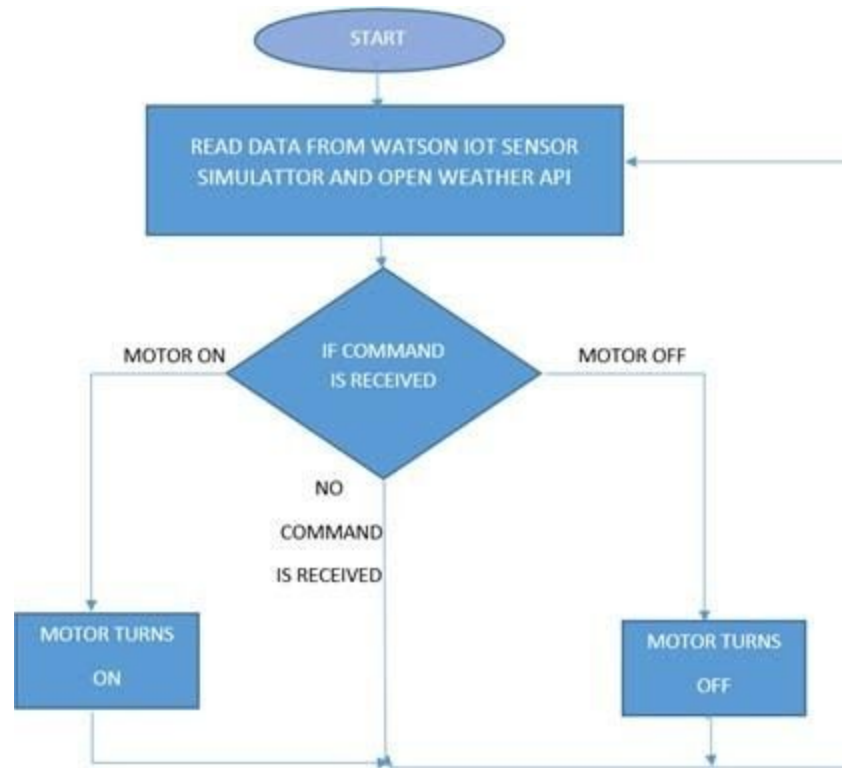 START
READ DATA FROM WATSON IOT SENSOR
SIMULATTOR AND OPEN WEATHER API
IF COMMAND
IS RECEIVED
MOTOR ON
MOTOR OFF
NO
COMMAND
IS RECEIVED
MOTOR TURNS
ON
MOTOR TURNS
OFF